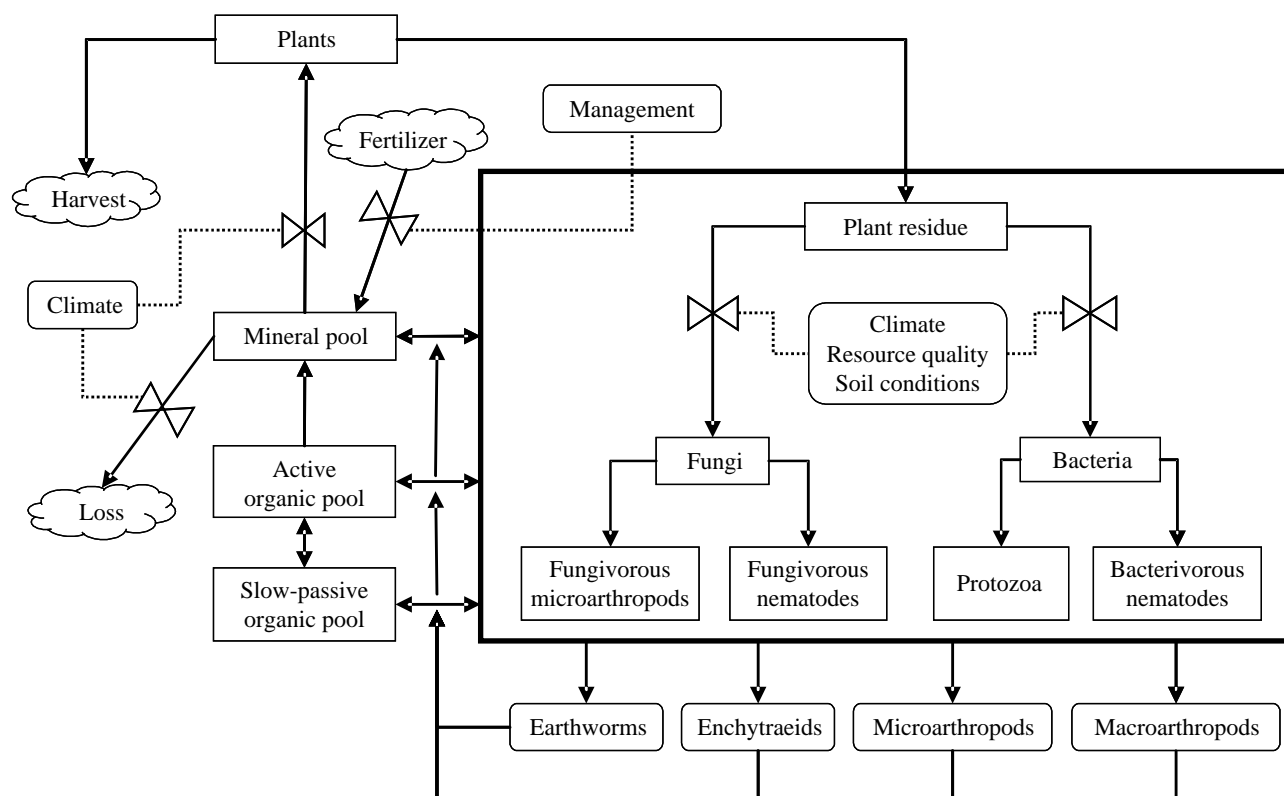 Plants
Management
Fertilizer
Harvest
Plant residue
Climate
Climate
Resource quality
Soil conditions
Mineral pool
Fungi
Bacteria
Active
organic pool
Loss
Fungivorous
microarthropods
Fungivorous
nematodes
Protozoa
Bacterivorous
nematodes
Slow-passive
organic pool
Earthworms
Enchytraeids
Microarthropods
Macroarthropods